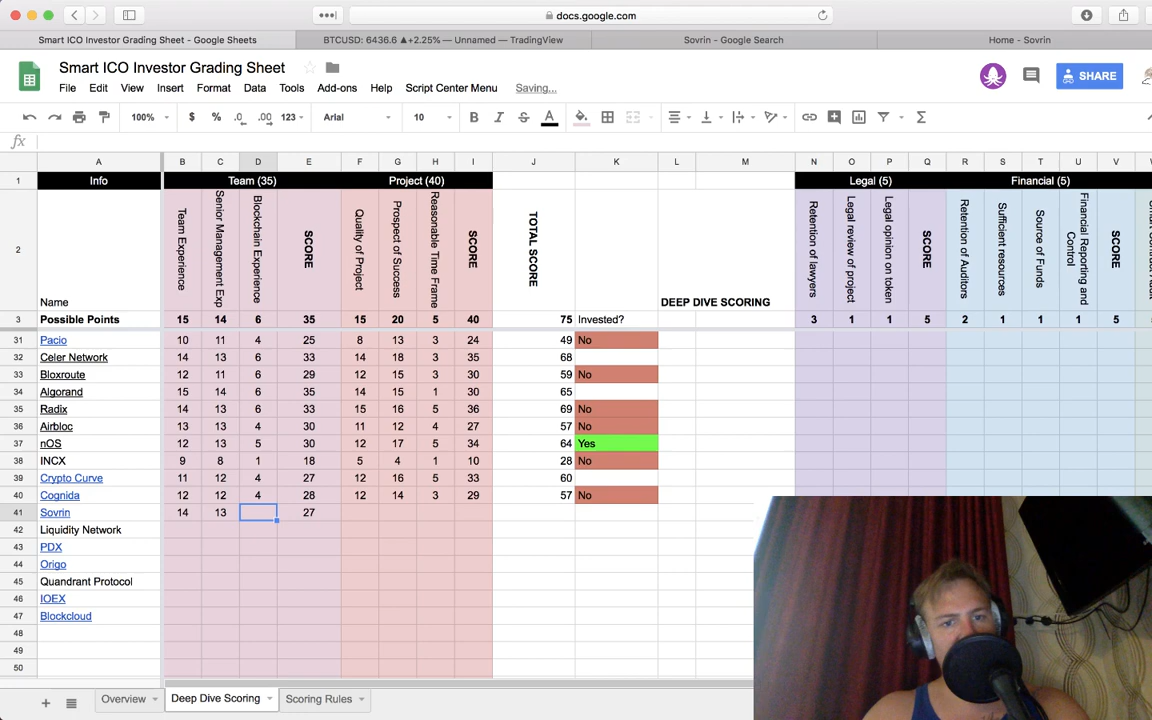 docs.google.com
Smart ICO Investor Grading Sheet - Google Sheets
BTCUSD: 6436.6 ▲+2.25% — Unnamed — TradingView
Sovrin - Google Search
Home - Sovrin
Smart ICO Investor Grading Sheet
File Edit View Insert Format Data Tools Add-ons Help Script Center Menu Saving...
SHARE
100% $ % .0 .00 123 Arial 10 B I S A
fx
A B C D E F G H I J K L M N O P Q R S T U V
1 Info Team (35) Project (40) Legal (5) Financial (5)
2 Name Team Experience Senior Management Exp Blockchain Experience SCORE Quality of Project Prospect of Success Reasonable Time Frame SCORE TOTAL SCORE DEEP DIVE SCORING Retention of lawyers Legal review of project Legal opinion on token SCORE Retention of Auditors Sufficient resources Source of Funds Financial Reporting and Control SCORE
3 Possible Points 15 14 6 35 15 20 5 40 75 Invested? 3 1 1 5 2 1 1 1 5
31 Pacio 10 11 4 25 8 13 3 24 49 No
32 Celer Network 14 13 6 33 14 18 3 35 68
33 Bloxroute 12 11 6 29 12 15 3 30 59 No
34 Algorand 15 14 6 35 14 15 1 30 65
35 Radix 14 13 6 33 15 16 5 36 69 No
36 Airbloc 13 13 4 30 11 12 4 27 57 No
37 nOS 12 13 5 30 12 17 5 34 64 Yes
38 INCX 9 8 1 18 5 4 1 10 28 No
39 Crypto Curve 11 12 4 27 12 16 5 33 60
40 Cognida 12 12 4 28 12 14 3 29 57 No
41 Sovrin 14 13 27
42 Liquidity Network
43 PDX
44 Origo
45 Quandrant Protocol
46 IOEX
47 Blockcloud
48
49
50
Overview Deep Dive Scoring Scoring Rules